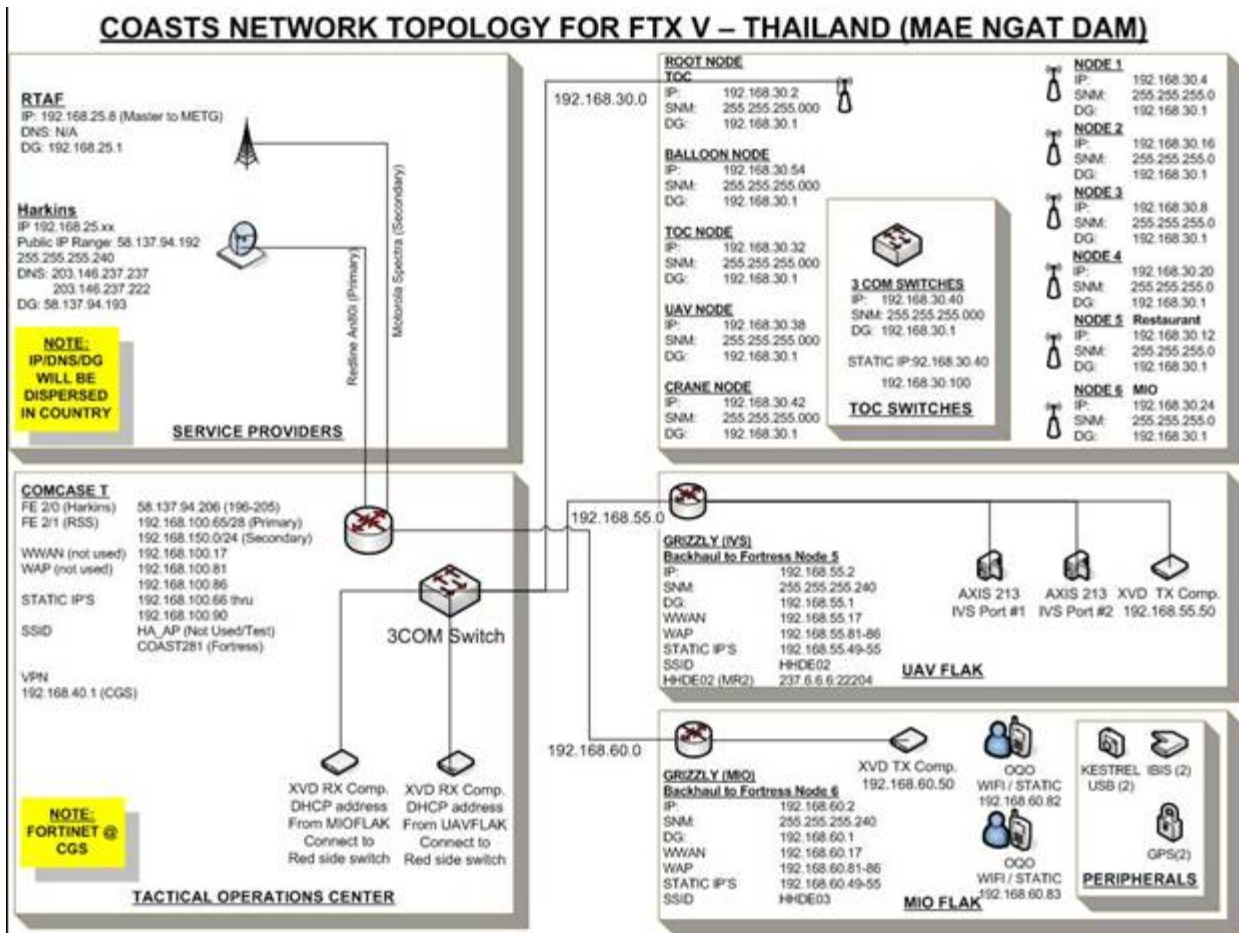 COASTS NETWORK TOPOLOGY FOR FTX V – THAILAND (MAE NGAT DAM)
RTAF
IP: 192.168.25.8 (Master to METG)
DNS: N/A
DG: 192.168.25.1
Harkins
IP 192.168.25.xx
Public IP Range: 58.137.94.192
255.255.255.240
DNS: 203.146.237.237
203.146.237.222
DG: 58.137.94.193
NOTE:
IP/DNS/DG
WILL BE
DISPERSED
IN COUNTRY
Redline An80i (Primary)
Motorola Spectra (Secondary)
SERVICE PROVIDERS
192.168.30.0
ROOT NODE
TOC
IP: 192.168.30.2
SNM: 255.255.255.000
DG: 192.168.30.1
BALLOON NODE
IP: 192.168.30.54
SNM: 255.255.255.000
DG: 192.168.30.1
TOC NODE
IP: 192.168.30.32
SNM: 255.255.255.000
DG: 192.168.30.1
UAV NODE
IP: 192.168.30.38
SNM: 255.255.255.000
DG: 192.168.30.1
CRANE NODE
IP: 192.168.30.42
SNM: 255.255.255.000
DG: 192.168.30.1
3 COM SWITCHES
IP: 192.168.30.40
SNM: 255.255.255.000
DG: 192.168.30.1
STATIC IP:92.168.30.40
192.168.30.100
TOC SWITCHES
NODE 1
IP: 192.168.30.4
SNM: 255.255.255.0
DG: 192.168.30.1
NODE 2
IP: 192.168.30.16
SNM: 255.255.255.0
DG: 192.168.30.1
NODE 3
IP: 192.168.30.8
SNM: 255.255.255.0
DG: 192.168.30.1
NODE 4
IP: 192.168.30.20
SNM: 255.255.255.0
DG: 192.168.30.1
NODE 5 Restaurant
IP: 192.168.30.12
SNM: 255.255.255.0
DG: 192.168.30.1
NODE 6 MIO
IP: 192.168.30.24
SNM: 255.255.255.0
DG: 192.168.30.1
COMCASE T
FE 2/0 (Harkins) 58.137.94.206 (196-205)
FE 2/1 (RSS) 192.168.100.65/28 (Primary)
192.168.150.0/24 (Secondary)
WWAN (not used) 192.168.100.17
WAP (not used) 192.168.100.81
192.168.100.86
STATIC IP'S 192.168.100.66 thru
192.168.100.90
SSID HA_AP (Not Used/Test)
COAST281 (Fortress)
VPN
192.168.40.1 (CGS)
3COM Switch
XVD RX Comp.
DHCP address
From MIOFLAK
Connect to
Red side switch
XVD RX Comp.
DHCP address
From UAVFLAK
Connect to
Red side switch
NOTE:
FORTINET @
CGS
TACTICAL OPERATIONS CENTER
192.168.55.0
GRIZZLY (IVS)
Backhaul to Fortress Node 5
IP: 192.168.55.2
SNM: 255.255.255.240
DG: 192.168.55.1
WWAN 192.168.55.17
WAP 192.168.55.81-86
STATIC IP'S 192.168.55.49-55
SSID HHDE02
HHDE02 (MR2) 237.6.6.6:22204
AXIS 213
IVS Port #1
AXIS 213
IVS Port #2
XVD TX Comp.
192.168.55.50
UAV FLAK
192.168.60.0
GRIZZLY (MIO)
Backhaul to Fortress Node 6
IP: 192.168.60.2
SNM: 255.255.255.240
DG: 192.168.60.1
WWAN 192.168.60.17
WAP 192.168.60.81-86
STATIC IP'S 192.168.60.49-55
SSID HHDE03
XVD TX Comp.
192.168.60.50
OQO
WIFI / STATIC
192.168.60.82
OQO
WIFI / STATIC
192.168.60.83
MIO FLAK
KESTREL
USB (2)
IBIS (2)
GPS(2)
PERIPHERALS